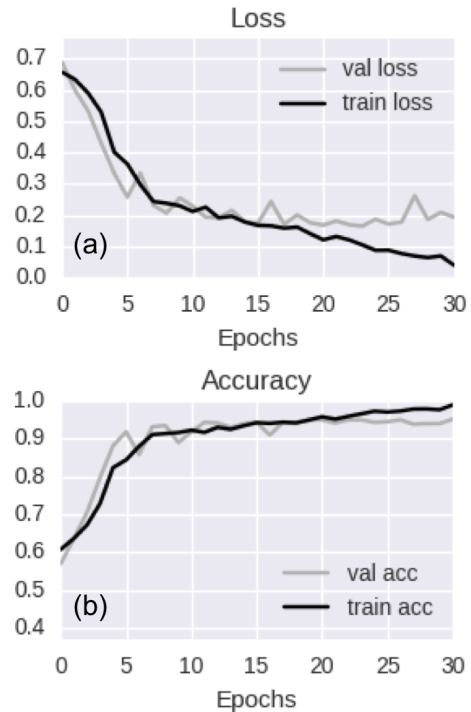 Loss
0.7
0.6
0.5
0.4
0.3
0.2
0.1
0.0
val loss
train loss
(a)
0 5 10 15 20 25 30
Epochs
Accuracy
1.0
0.9
0.8
0.7
0.6
0.5
0.4
val acc
train acc
(b)
0 5 10 15 20 25 30
Epochs